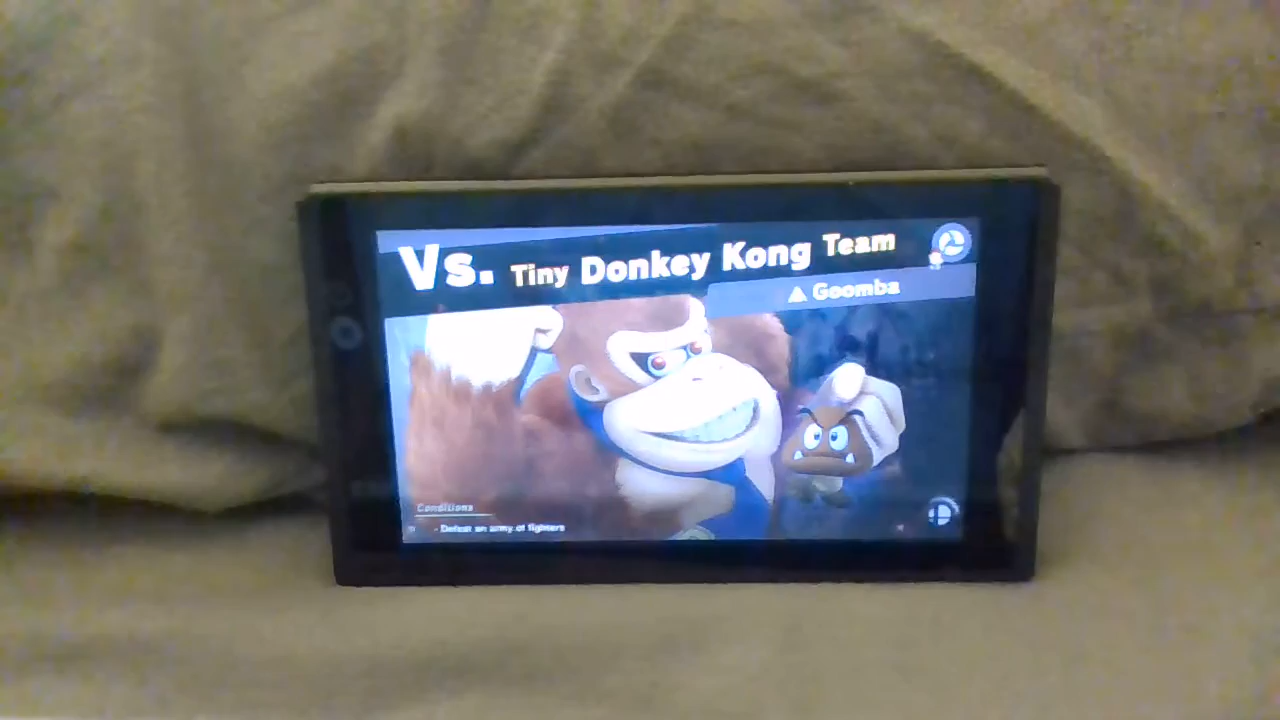 Vs. Tiny Donkey Kong Team
Goomba
Conditions
- Defeat an army of fighters